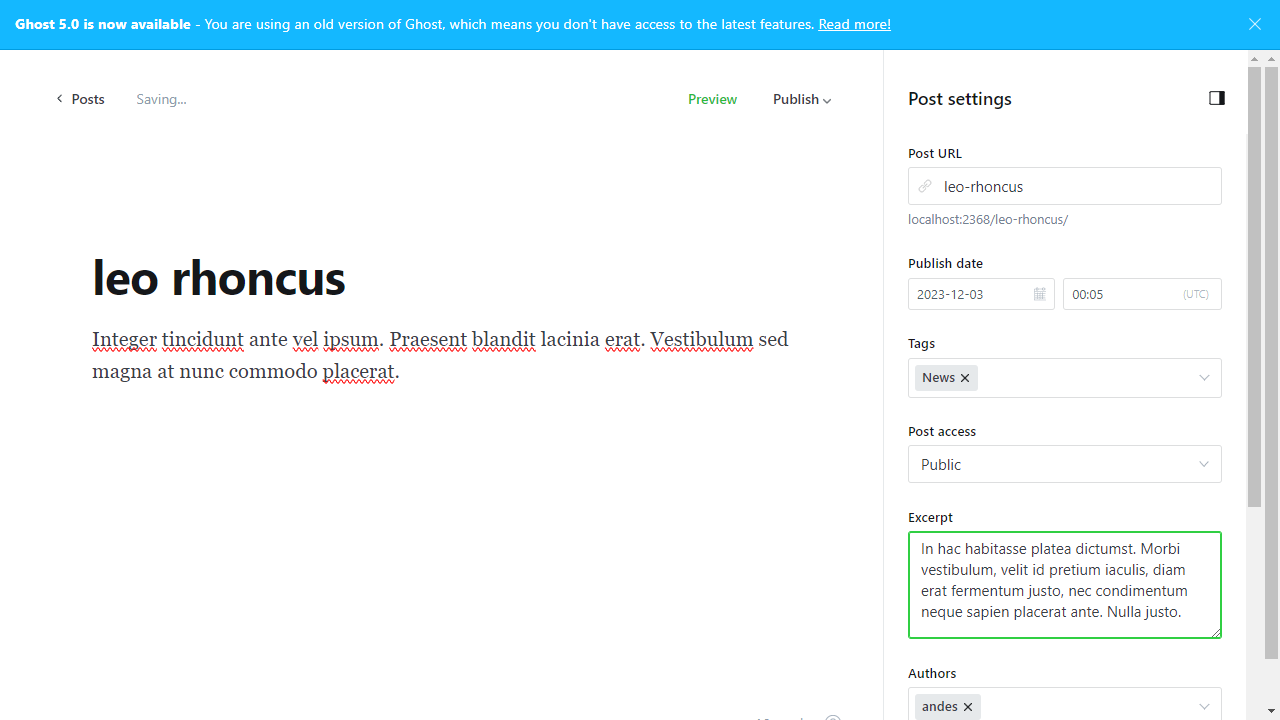 Ghost 5.0 is now available - You are using an old version of Ghost, which means you don't have access to the latest features. Read more!
Posts
Saving...
Preview
Publish
Post settings
leo rhoncus
Integer tincidunt ante vel ipsum. Praesent blandit lacinia erat. Vestibulum sed
magna at nunc commodo placerat.
Post URL
leo-rhoncus
localhost:2368/leo-rhoncus/
Publish date
2023-12-03
00:05
(UTC)
Tags
News
Post access
Public
Excerpt
In hac habitasse platea dictumst. Morbi
vestibulum, velit id pretium iaculis, diam
erat fermentum justo, nec condimentum
neque sapien placerat ante. Nulla justo.
Authors
andes